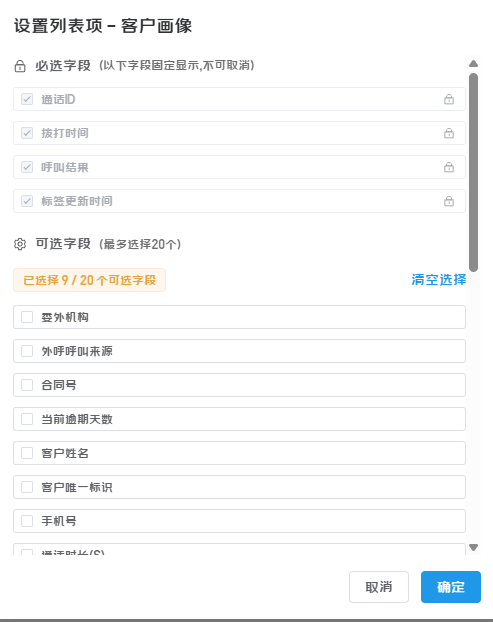 设置列表项 - 客户画像
必选字段 (以下字段固定显示,不可取消)
通话ID
拨打时间
呼叫结果
标签更新时间
可选字段 (最多选择20个)
已选择 9 / 20 个可选字段 清空选择
委外机构
外呼呼叫来源
合同号
当前逾期天数
客户姓名
客户唯一标识
手机号
通话时长(S)
取消 确定